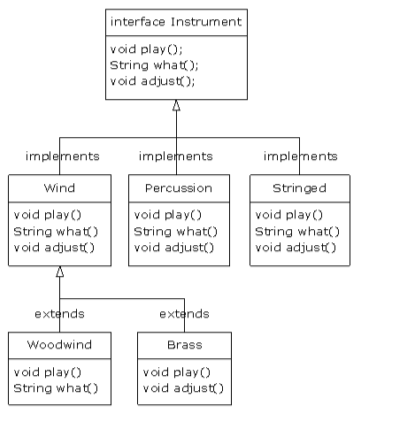 interface Instrument
void play();
String what();
void adjust();
implements
implements
implements
Wind
void play()
String what()
void adjust()
Percussion
void play()
String what()
void adjust()
Stringed
void play()
String what()
void adjust()
extends
extends
Woodwind
void play()
String what()
Brass
void play()
void adjust()